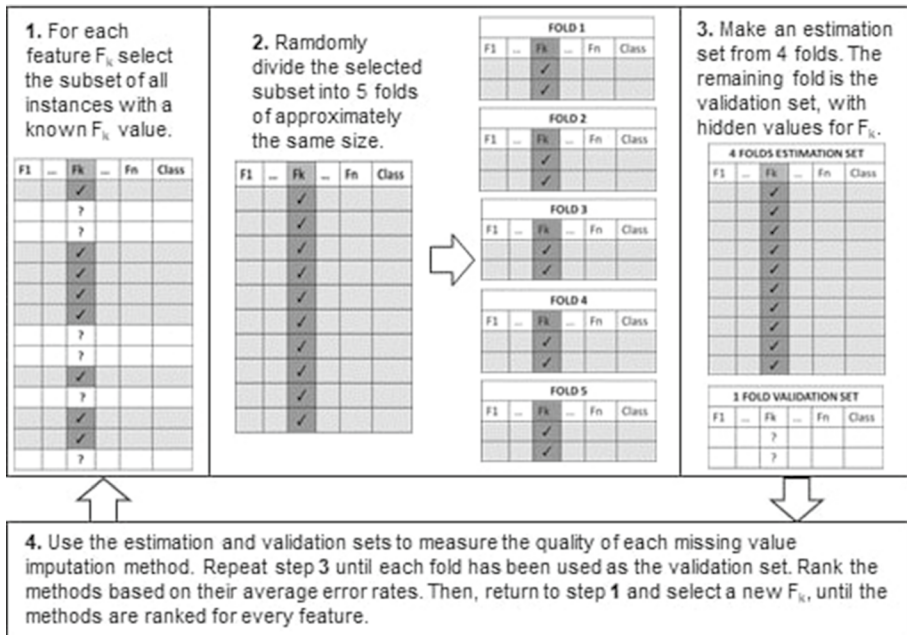 1. For each
feature Fₖ select
the subset of all
instances with a
known Fₖ value.
F1 ... Fk ... Fn Class
✓
?
?
✓
✓
✓
✓
?
?
✓
?
✓
✓
?
2. Ramdomly
divide the selected
subset into 5 folds
of approximately
the same size.
F1 ... Fk ... Fn Class
✓
✓
✓
✓
✓
✓
✓
✓
✓
✓
FOLD 1
F1 ... Fk ... Fn Class
✓
✓
FOLD 2
F1 ... Fk ... Fn Class
✓
✓
FOLD 3
F1 ... Fk ... Fn Class
✓
✓
FOLD 4
F1 ... Fk ... Fn Class
✓
✓
FOLD 5
F1 ... Fk ... Fn Class
✓
✓
3. Make an estimation
set from 4 folds. The
remaining fold is the
validation set, with
hidden values for Fₖ.
4 FOLDS ESTIMATION SET
F1 ... Fk ... Fn Class
✓
✓
✓
✓
✓
✓
✓
✓
✓
✓
1 FOLD VALIDATION SET
F1 ... Fk ... Fn Class
?
?
4. Use the estimation and validation sets to measure the quality of each missing value
imputation method. Repeat step 3 until each fold has been used as the validation set. Rank the
methods based on their average error rates. Then, return to step 1 and select a new Fₖ, until the
methods are ranked for every feature.